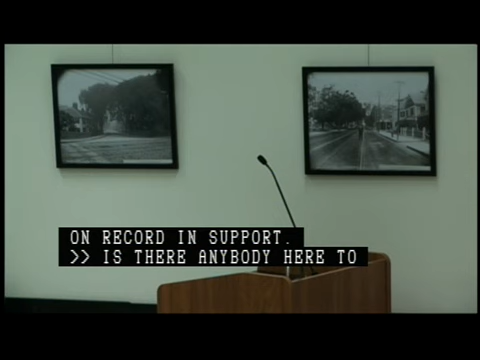 ON RECORD IN SUPPORT.
>> IS THERE ANYBODY HERE TO